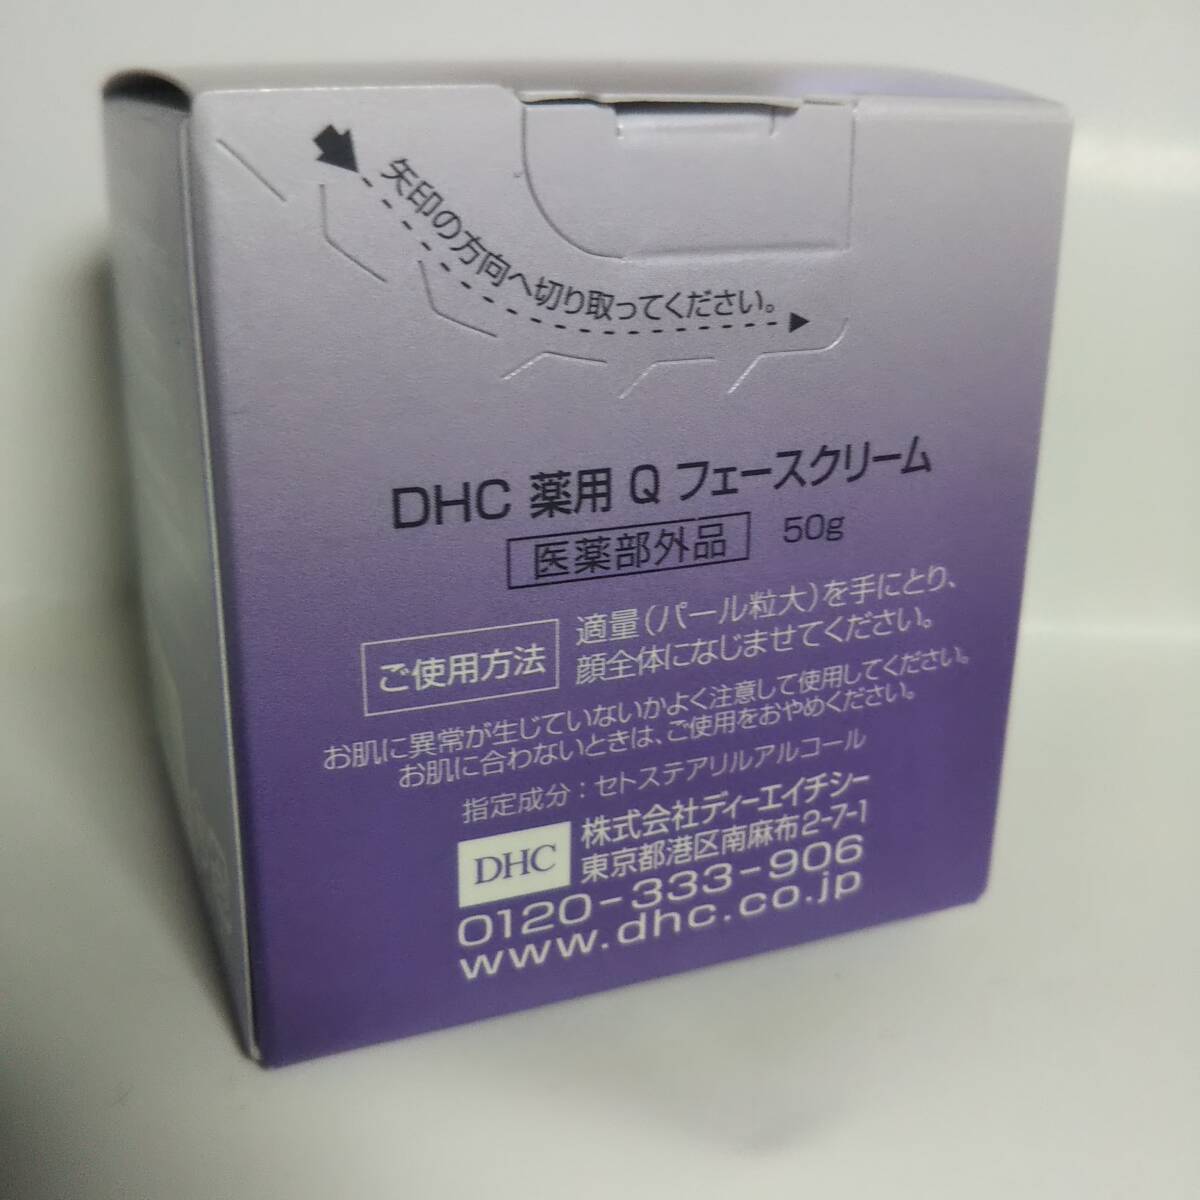 矢印の方向へ切り取ってください。
DHC 薬用 Q フェースクリーム
医薬部外品 50g
ご使用方法
適量(パール粒大)を手にとり、
顔全体になじませてください。
お肌に異常が生じていないかよく注意して使用してください。
お肌に合わないときは、ご使用をおやめください。
指定成分：セトステアリルアルコール
DHC
株式会社ディーエイチシー
東京都港区南麻布2-7-1
0120-333-906
www.dhc.co.jp